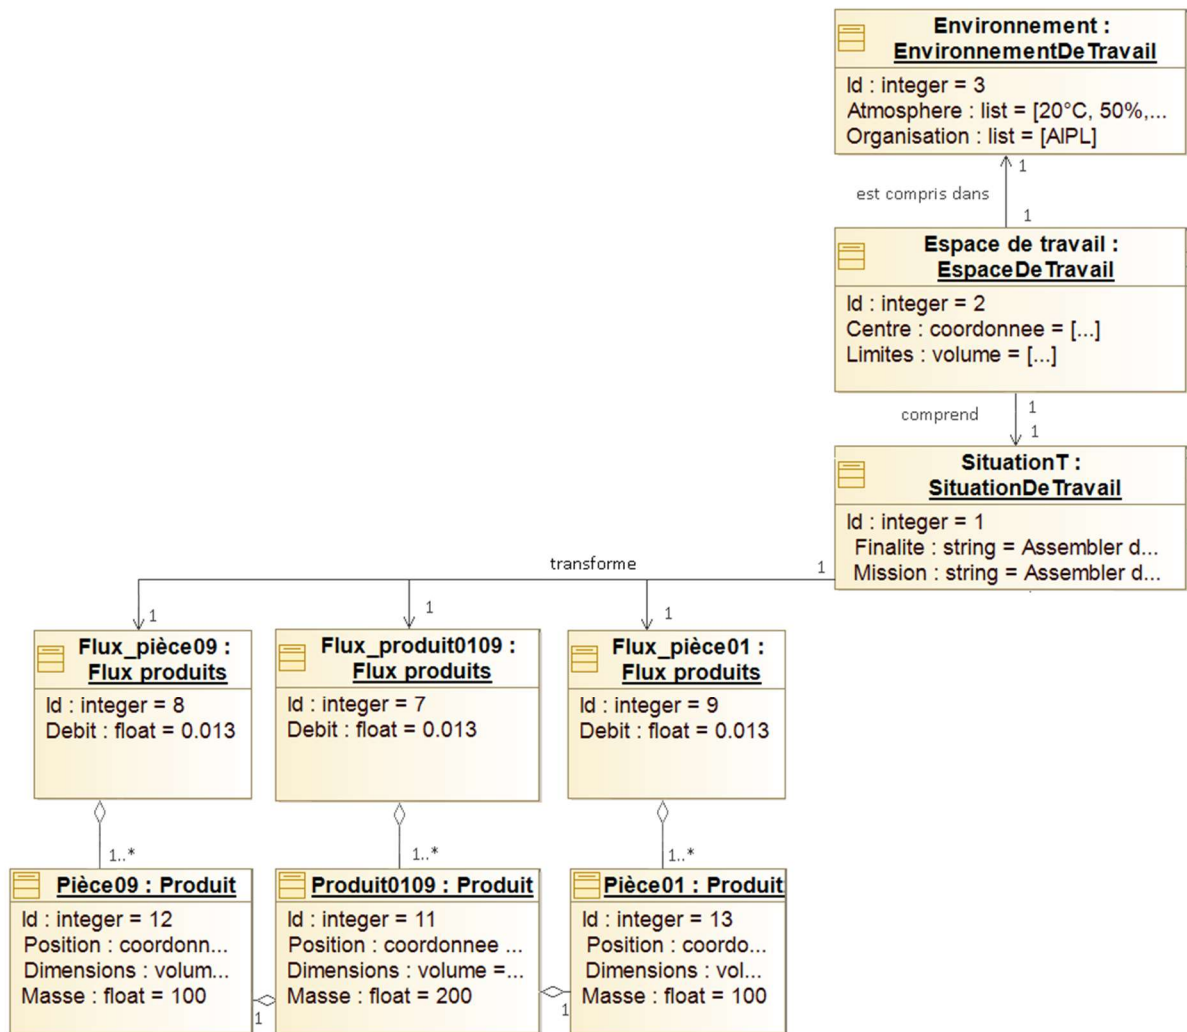 Environnement :
EnvironnementDeTravail
Id : integer = 3
Atmosphere : list = [20°C, 50%,...
Organisation : list = [AIPL]
1
est compris dans
1
Espace de travail :
EspaceDeTravail
Id : integer = 2
Centre : coordonnee = [...]
Limites : volume = [...]
comprend
1
1
SituationT :
SituationDeTravail
Id : integer = 1
Finalite : string = Assembler d...
Mission : string = Assembler d...
transforme
1
1
1
1
Flux_pièce09 :
Flux produits
Id : integer = 8
Debit : float = 0.013
Flux_produit0109 :
Flux produits
Id : integer = 7
Debit : float = 0.013
Flux_pièce01 :
Flux produits
Id : integer = 9
Debit : float = 0.013
1..*
1..*
1..*
Pièce09 : Produit
Id : integer = 12
Position : coordonn...
Dimensions : volum...
Masse : float = 100
1
Produit0109 : Produit
Id : integer = 11
Position : coordonnee ...
Dimensions : volume =...
Masse : float = 200
1
Pièce01 : Produit
Id : integer = 13
Position : coordo...
Dimensions : vol...
Masse : float = 100